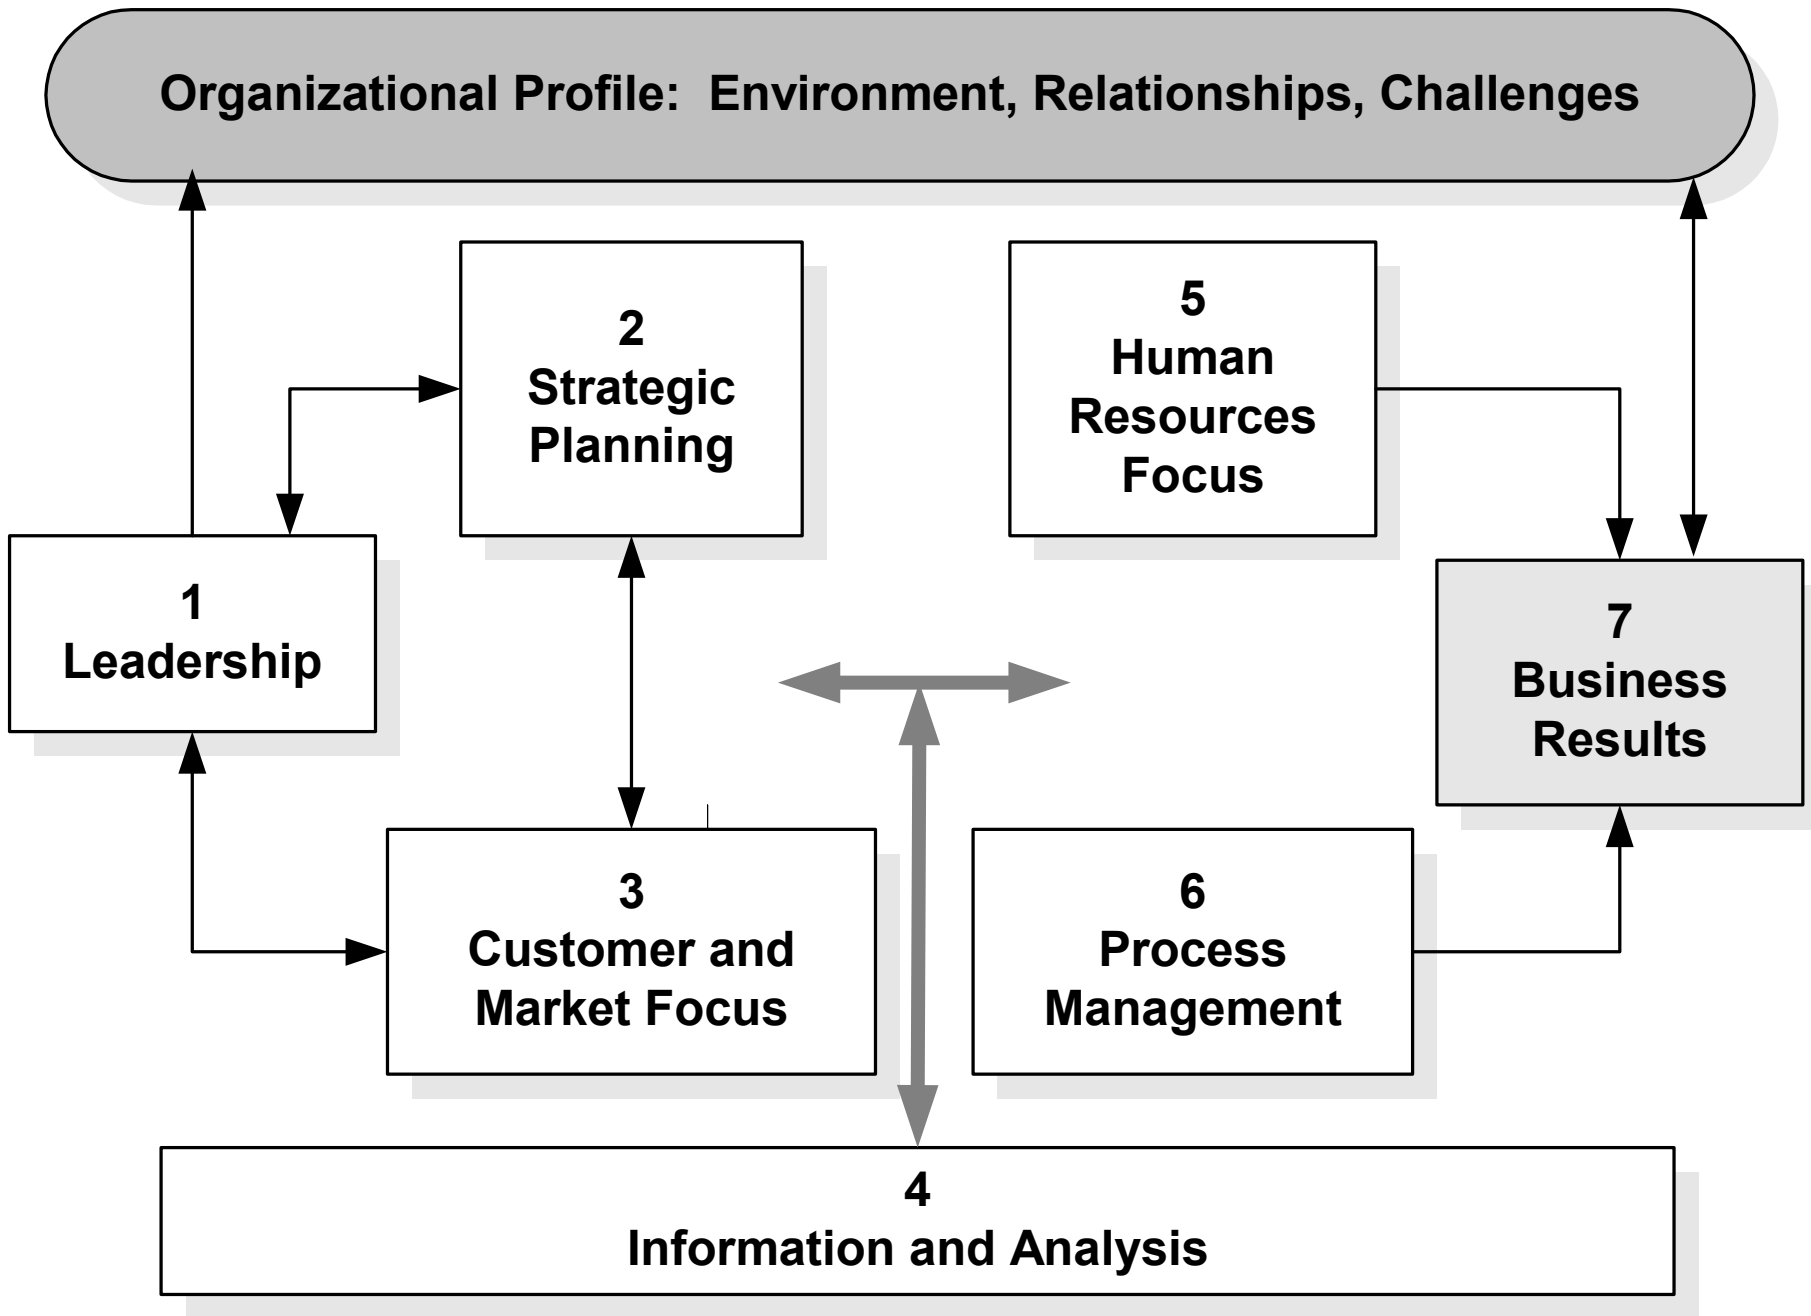 Organizational Profile:  Environment, Relationships, Challenges
1
Leadership
2
Strategic
Planning
3
Customer and
Market Focus
4
Information and Analysis
5
Human
Resources
Focus
6
Process
Management
7
Business
Results